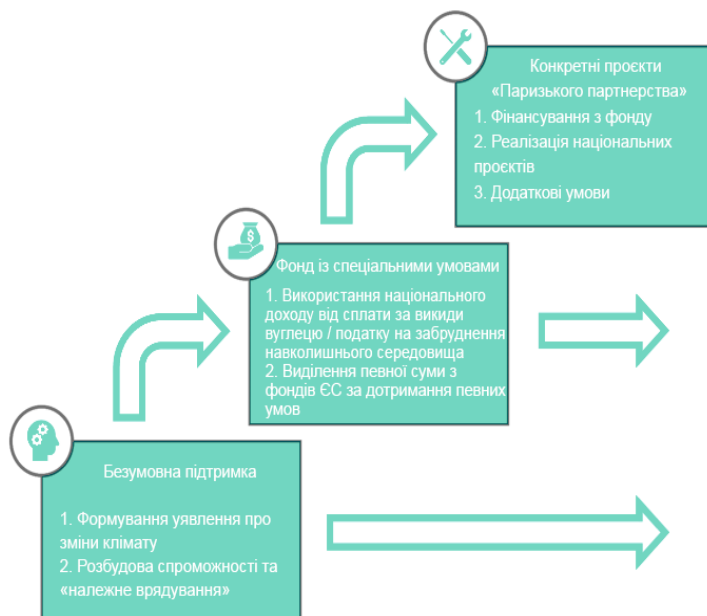 Конкретні проєкти
«Паризького партнерства»
1. Фінансування з фонду
2. Реалізація національних
проєктів
3. Додаткові умови
$
Фонд із спеціальними умовами
1. Використання національного
доходу від сплати за викиди
вуглецю / податку на забруднення
навколишнього середовища
2. Виділення певної суми з
фондів ЄС за дотримання певних
умов
Безумовна підтримка
1. Формування уявлення про
зміни клімату
2. Розбудова спроможності та
«належне врядування»